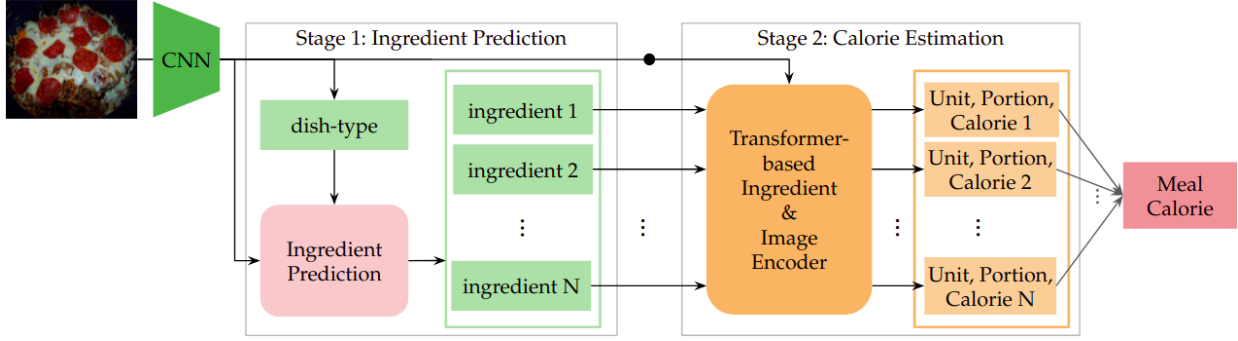 CNN
Stage 1: Ingredient Prediction
dish-type
Ingredient
Prediction
ingredient 1
ingredient 2
ingredient N
Stage 2: Calorie Estimation
Transformer-
based
Ingredient
&
Image
Encoder
Unit, Portion,
Calorie 1
Unit, Portion,
Calorie 2
Unit, Portion,
Calorie N
Meal
Calorie